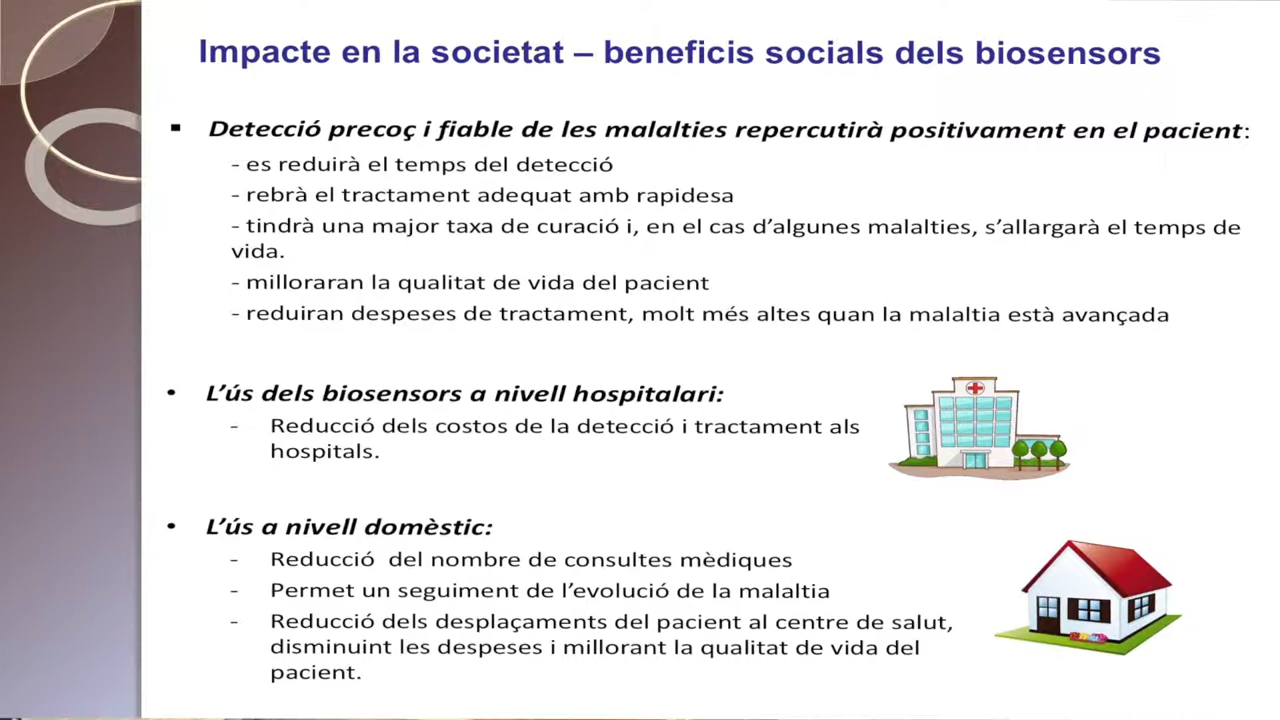 Impacte en la societat – beneficis socials dels biosensors
▪ Detecció precoç i fiable de les malalties repercutirà positivament en el pacient:
- es reduirà el temps del detecció
- rebrà el tractament adequat amb rapidesa
- tindrà una major taxa de curació i, en el cas d’algunes malalties, s’allargarà el temps de
vida.
- milloraran la qualitat de vida del pacient
- reduiran despeses de tractament, molt més altes quan la malaltia està avançada
• L’ús dels biosensors a nivell hospitalari:
- Reducció dels costos de la detecció i tractament als
hospitals.
• L’ús a nivell domèstic:
- Reducció del nombre de consultes mèdiques
- Permet un seguiment de l’evolució de la malaltia
- Reducció dels desplaçaments del pacient al centre de salut,
disminuint les despeses i millorant la qualitat de vida del
pacient.